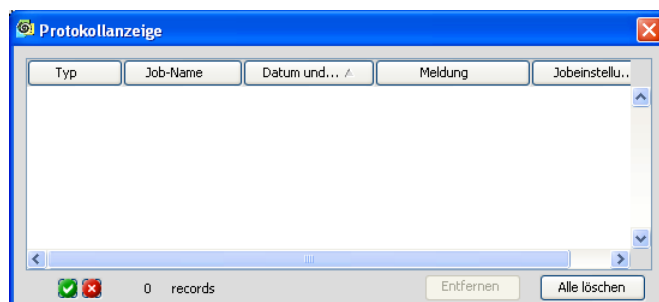 Protokollanzeige
Typ Job-Name Datum und... Meldung Jobeinstellu..
0 records Entfernen Alle löschen